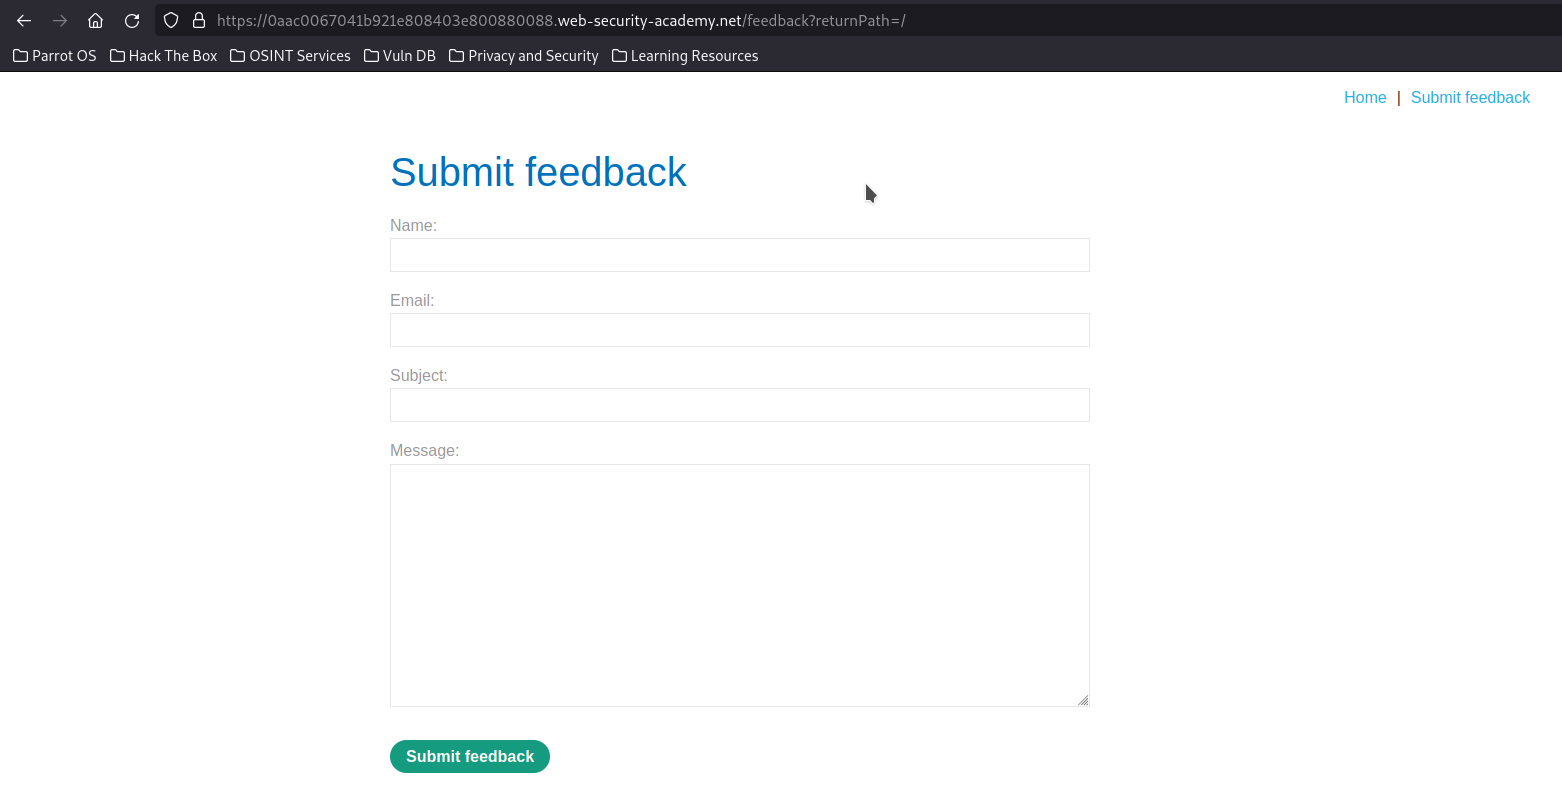 https://0aac0067041b921e808403e800880088.web-security-academy.net/feedback?returnPath=/
Parrot OS Hack The Box OSINT Services Vuln DB Privacy and Security Learning Resources
Home | Submit feedback
Submit feedback
Name:
Email:
Subject:
Message:
Submit feedback